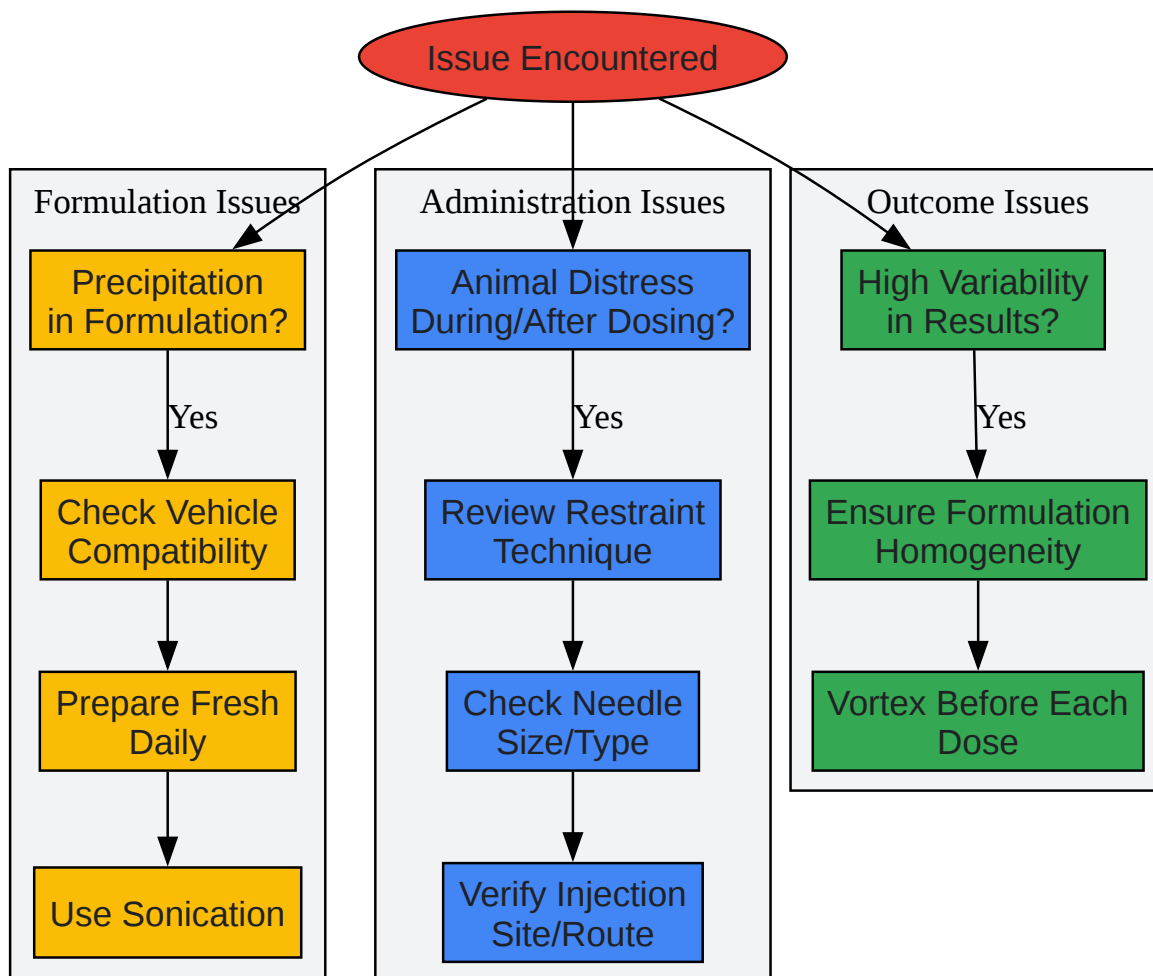 Issue Encountered
Formulation Issues
Precipitation
in Formulation?
Yes
Check Vehicle
Compatibility
Prepare Fresh
Daily
Use Sonication
Administration Issues
Animal Distress
During/After Dosing?
Yes
Review Restraint
Technique
Check Needle
Size/Type
Verify Injection
Site/Route
Outcome Issues
High Variability
in Results?
Yes
Ensure Formulation
Homogeneity
Vortex Before Each
Dose